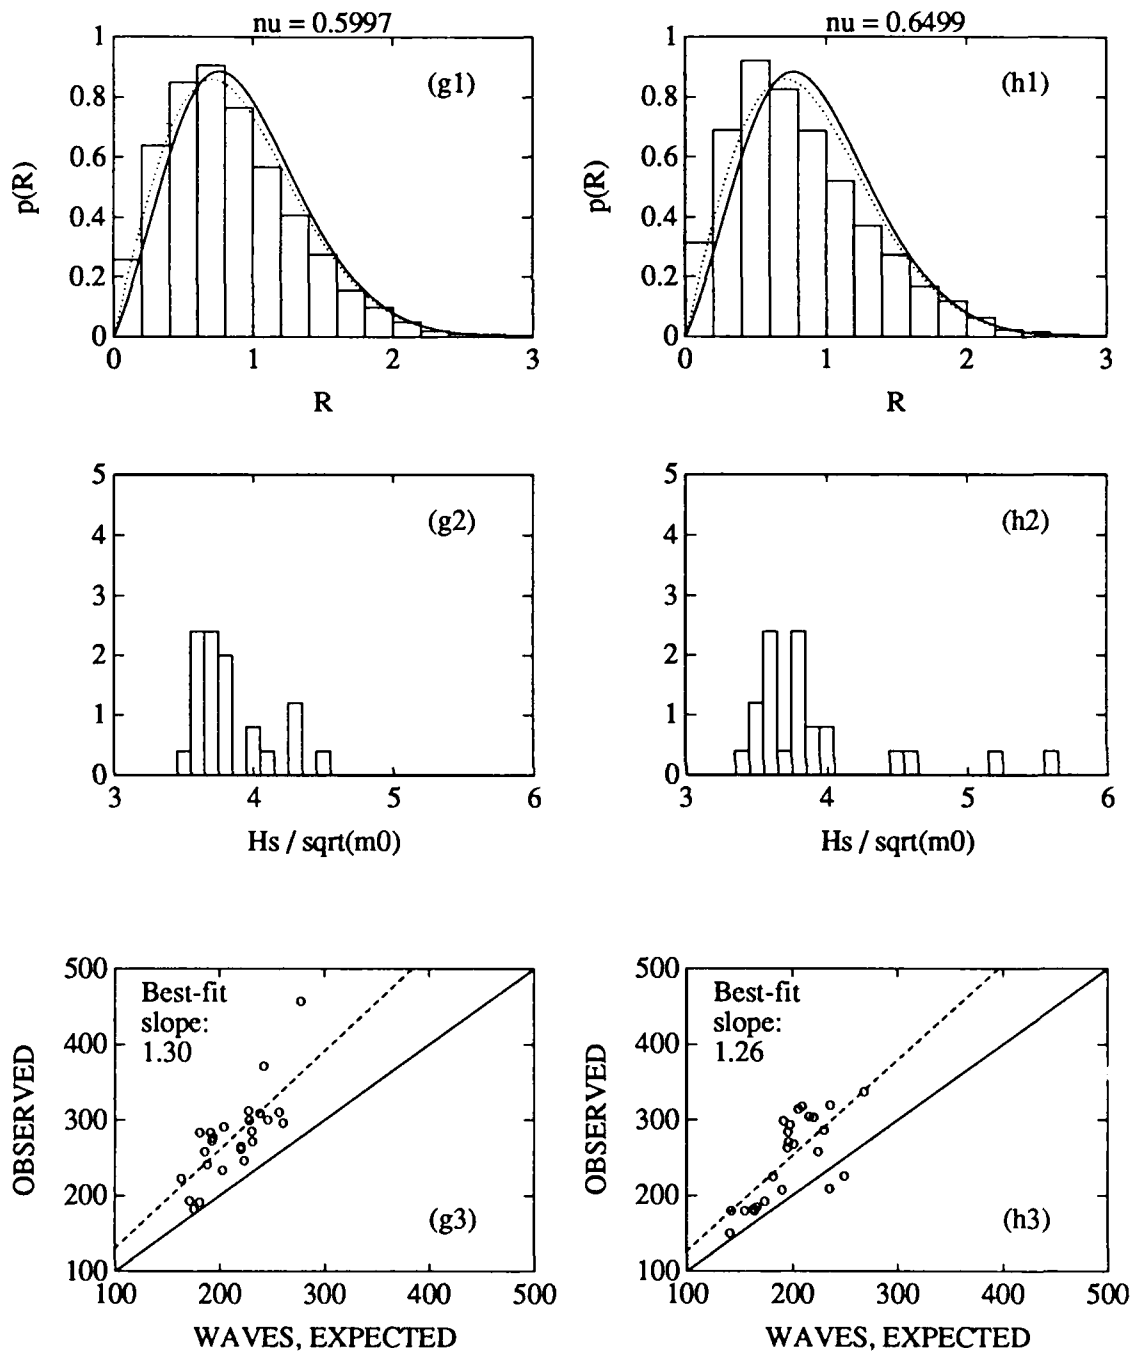 nu = 0.5997
1
0.8
0.6
0.4
0.2
0
p(R)
(g1)
0 1 2 3
R
nu = 0.6499
1
0.8
0.6
0.4
0.2
0
p(R)
(h1)
0 1 2 3
R
5
4
3
2
1
0
(g2)
3 4 5 6
Hs / sqrt(m0)
5
4
3
2
1
0
(h2)
3 4 5 6
Hs / sqrt(m0)
500
400
300
200
100
OBSERVED
Best-fit
slope:
1.30
(g3)
100 200 300 400 500
WAVES, EXPECTED
500
400
300
200
100
OBSERVED
Best-fit
slope:
1.26
(h3)
100 200 300 400 500
WAVES, EXPECTED